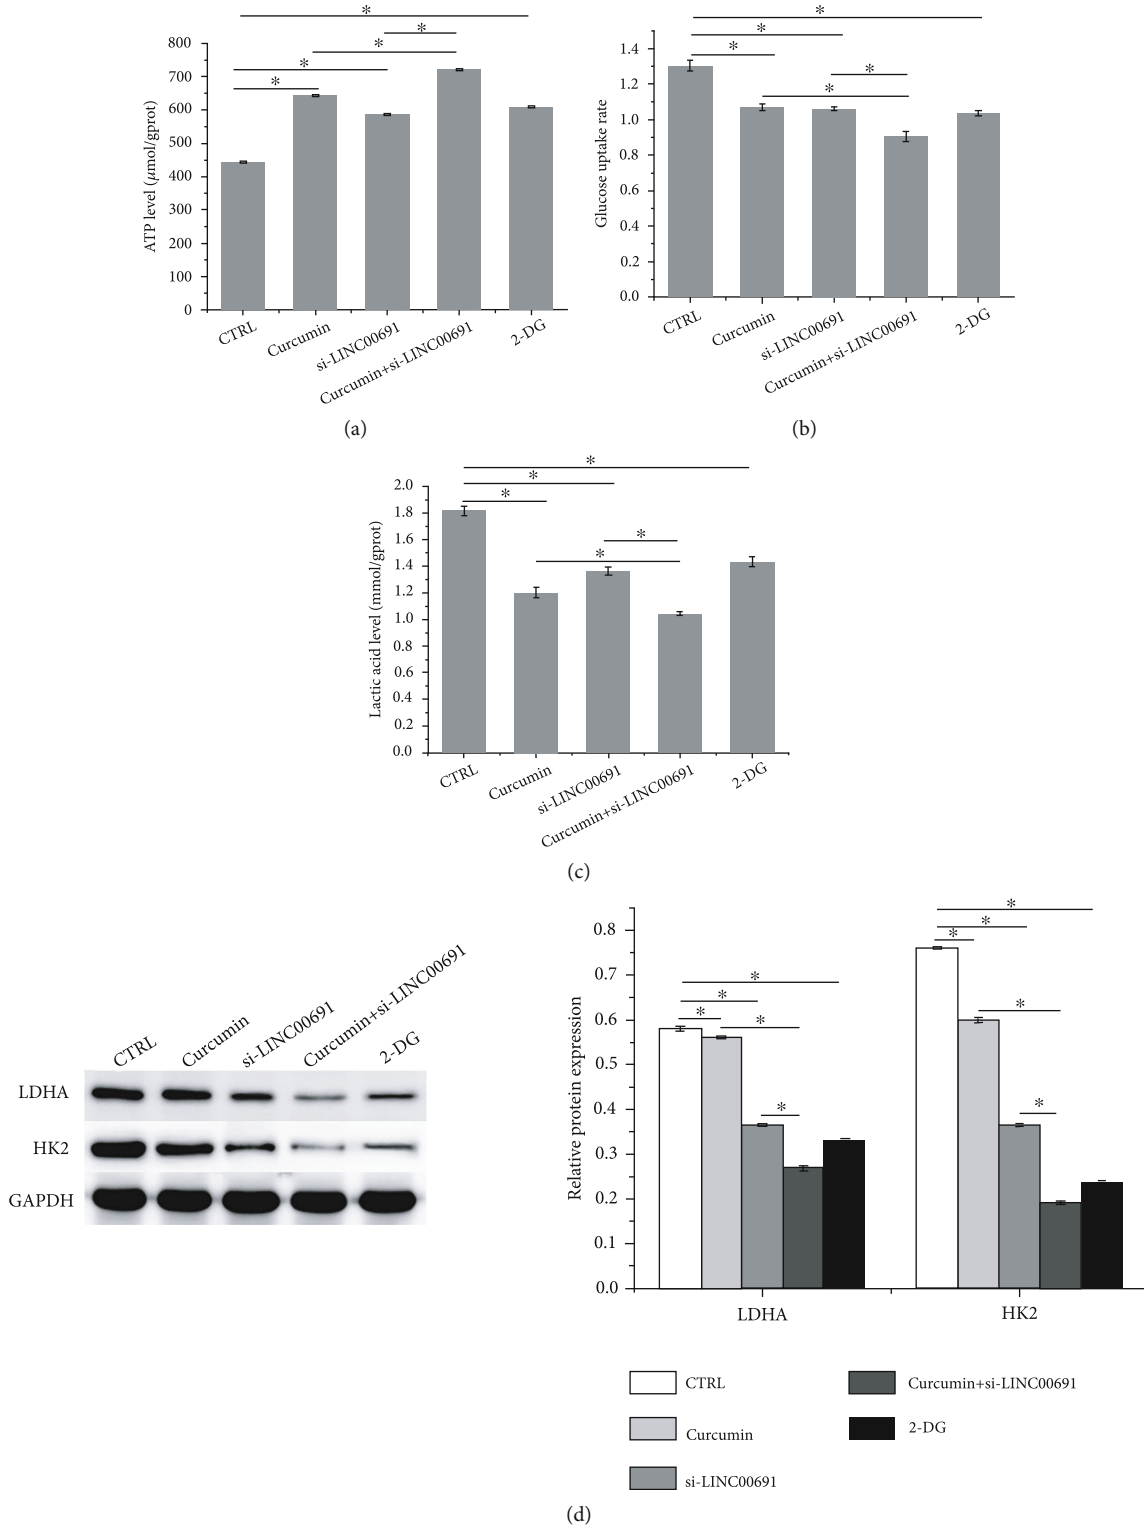 *
*
*
*
*
800
700
600
500
400
300
200
100
0
ATP level (μmol/gprot)
CTRL
Curcumin
si-LINC00691
Curcumin+si-LINC00691
2-DG
(a)
*
*
*
*
*
1.4
1.2
1.0
0.8
0.6
0.4
0.2
0.0
Glucose uptake rate
CTRL
Curcumin
si-LINC00691
Curcumin+si-LINC00691
2-DG
(b)
*
*
*
*
*
2.0
1.8
1.6
1.4
1.2
1.0
0.8
0.6
0.4
0.2
0.0
Lactic acid level (mmol/gprot)
CTRL
Curcumin
si-LINC00691
Curcumin+si-LINC00691
2-DG
(c)
CTRL
Curcumin
si-LINC00691
Curcumin+si-LINC00691
2-DG
LDHA
HK2
GAPDH
0.8
0.7
0.6
0.5
0.4
0.3
0.2
0.1
0.0
Relative protein expression
*
*
*
*
*
*
*
*
*
*
LDHA
HK2
CTRL
Curcumin
si-LINC00691
Curcumin+si-LINC00691
2-DG
(d)